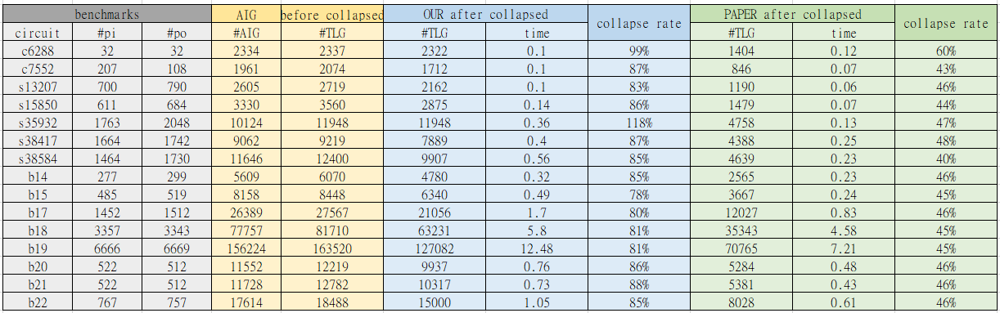 benchmarks AIG before collapsed OUR after collapsed collapse rate PAPER after collapsed collapse rate
circuit #pi #po #AIG #TLG #TLG time #TLG time
c6288 32 32 2334 2337 2322 0.1 99% 1404 0.12 60%
c7552 207 108 1961 2074 1712 0.1 87% 846 0.07 43%
s13207 700 790 2605 2719 2162 0.1 83% 1190 0.06 46%
s15850 611 684 3330 3560 2875 0.14 86% 1479 0.07 44%
s35932 1763 2048 10124 11948 11948 0.36 118% 4758 0.13 47%
s38417 1664 1742 9062 9219 7889 0.4 87% 4388 0.25 48%
s38584 1464 1730 11646 12400 9907 0.56 85% 4639 0.23 40%
b14 277 299 5609 6070 4780 0.32 85% 2565 0.23 46%
b15 485 519 8158 8448 6340 0.49 78% 3667 0.24 45%
b17 1452 1512 26389 27567 21056 1.7 80% 12027 0.83 46%
b18 3357 3343 77757 81710 63231 5.8 81% 35343 4.58 45%
b19 6666 6669 156224 163520 127082 12.48 81% 70765 7.21 45%
b20 522 512 11552 12219 9937 0.76 86% 5284 0.48 46%
b21 522 512 11728 12782 10317 0.73 88% 5381 0.43 46%
b22 767 757 17614 18488 15000 1.05 85% 8028 0.61 46%